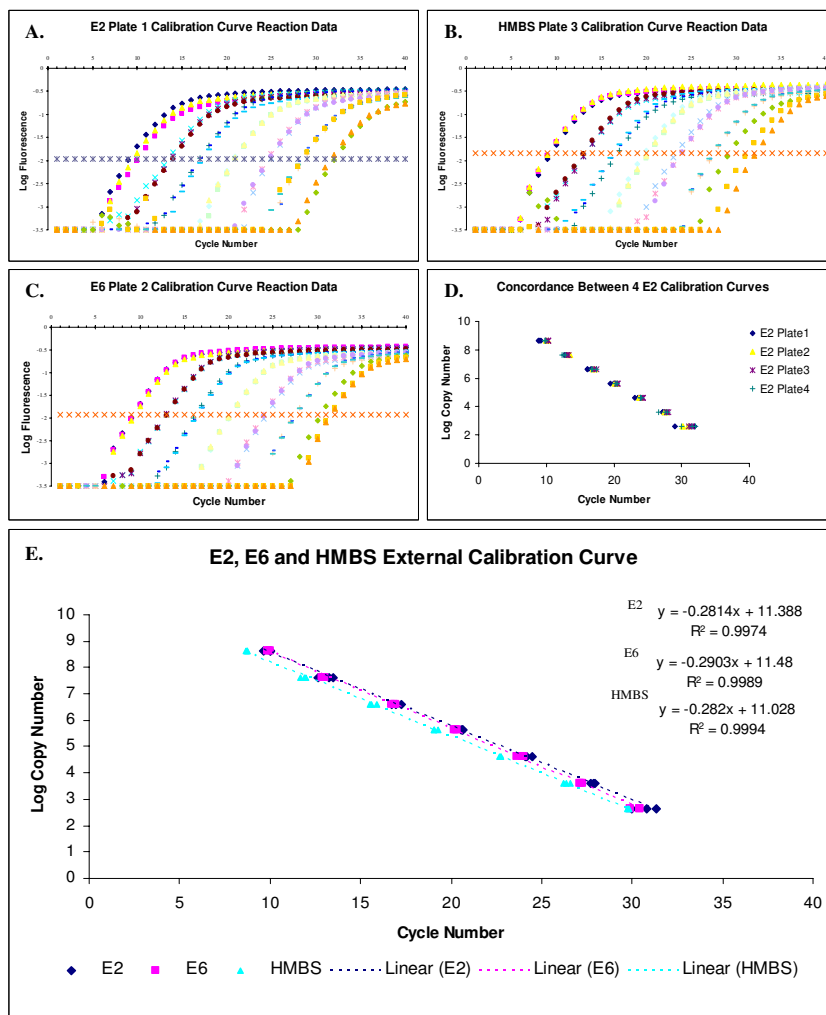 A.
E2 Plate 1 Calibration Curve Reaction Data
0 5 10 15 20 25 30 35 40
0
-0.5
-1
-1.5
-2
-2.5
-3
-3.5
Log Fluorescence
Cycle Number
B.
HMBS Plate 3 Calibration Curve Reaction Data
0 5 10 15 20 25 30 35 40
0
-0.5
-1
-1.5
-2
-2.5
-3
-3.5
Log Fluorescence
Cycle Number
C.
E6 Plate 2 Calibration Curve Reaction Data
0 5 10 15 20 25 30 35 40
0
-0.5
-1
-1.5
-2
-2.5
-3
-3.5
Log Fluorescence
Cycle Number
D.
Concordance Between 4 E2 Calibration Curves
10
8
6
4
2
0
Log Copy Number
0 10 20 30 40
Cycle Number
E2 Plate1
E2 Plate2
E2 Plate3
E2 Plate4
E.
E2, E6 and HMBS External Calibration Curve
E2 y = -0.2814x + 11.388
R² = 0.9974
E6 y = -0.2903x + 11.48
R² = 0.9989
HMBS y = -0.282x + 11.028
R² = 0.9994
10
9
8
7
6
5
4
3
2
1
0
Log Copy Number
0 5 10 15 20 25 30 35 40
Cycle Number
E2 E6 HMBS Linear (E2) Linear (E6) Linear (HMBS)